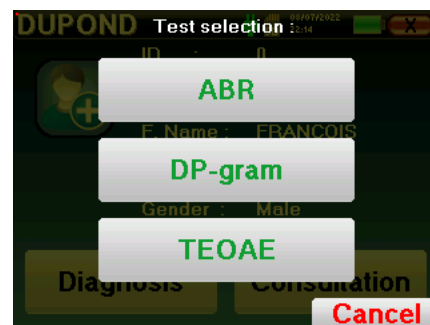 DUPOND Test selection : 08/07/2022
22:14 X
ID : 0
ABR
F. Name : FRANCOIS
DP-gram
Gender : Male
TEOAE
Diagnosis Consultation
Cancel